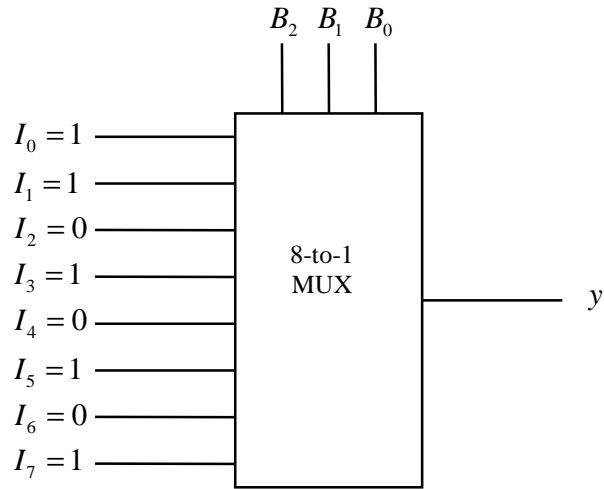 B₂ B₁ B₀
I₀ = 1
I₁ = 1
I₂ = 0
I₃ = 1
I₄ = 0
I₅ = 1
I₆ = 0
I₇ = 1
8-to-1
MUX
y